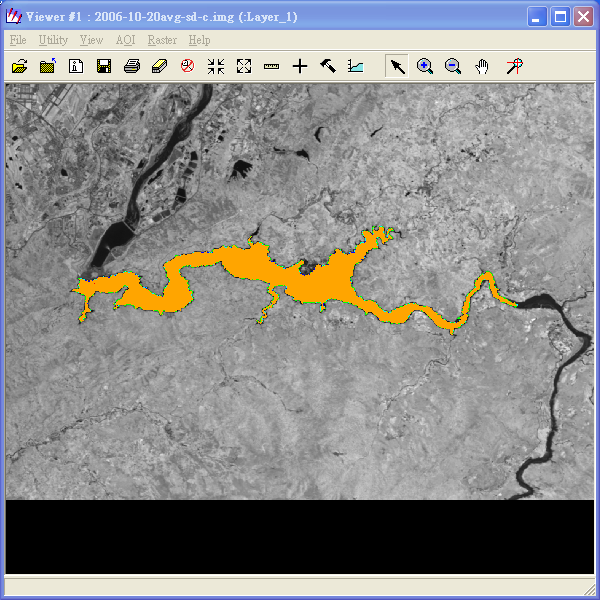 Viewer #1 : 2006-10-20avg-sd-c.img (:Layer_1)
File Utility View AOI Raster Help